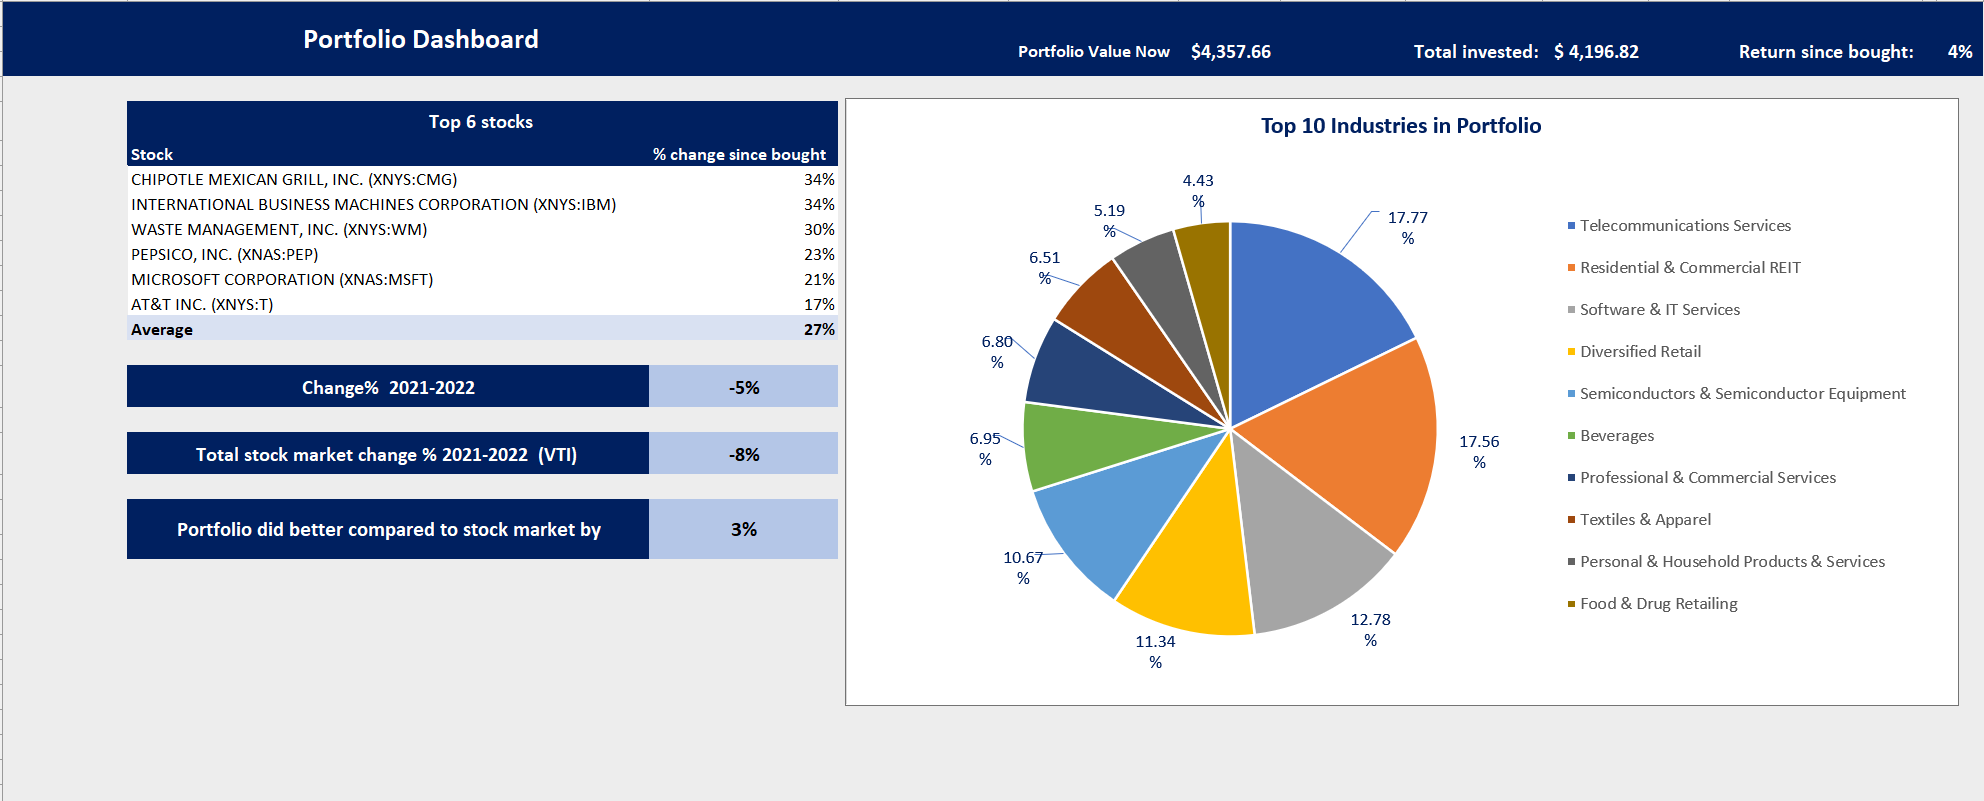 Portfolio Dashboard
Portfolio Value Now $4,357.66 Total invested: $ 4,196.82 Return since bought: 4%
Top 6 stocks
Stock % change since bought
CHIPOTLE MEXICAN GRILL, INC. (XNYS:CMG) 34%
INTERNATIONAL BUSINESS MACHINES CORPORATION (XNYS:IBM) 34%
WASTE MANAGEMENT, INC. (XNYS:WM) 30%
PEPSICO, INC. (XNAS:PEP) 23%
MICROSOFT CORPORATION (XNAS:MSFT) 21%
AT&T INC. (XNYS:T) 17%
Average 27%
Change% 2021-2022 -5%
Total stock market change % 2021-2022 (VTI) -8%
Portfolio did better compared to stock market by 3%
Top 10 Industries in Portfolio
17.77
%
17.56
%
12.78
%
11.34
%
10.67
%
6.95
%
6.80
%
6.51
%
5.19
%
4.43
%
Telecommunications Services
Residential & Commercial REIT
Software & IT Services
Diversified Retail
Semiconductors & Semiconductor Equipment
Beverages
Professional & Commercial Services
Textiles & Apparel
Personal & Household Products & Services
Food & Drug Retailing